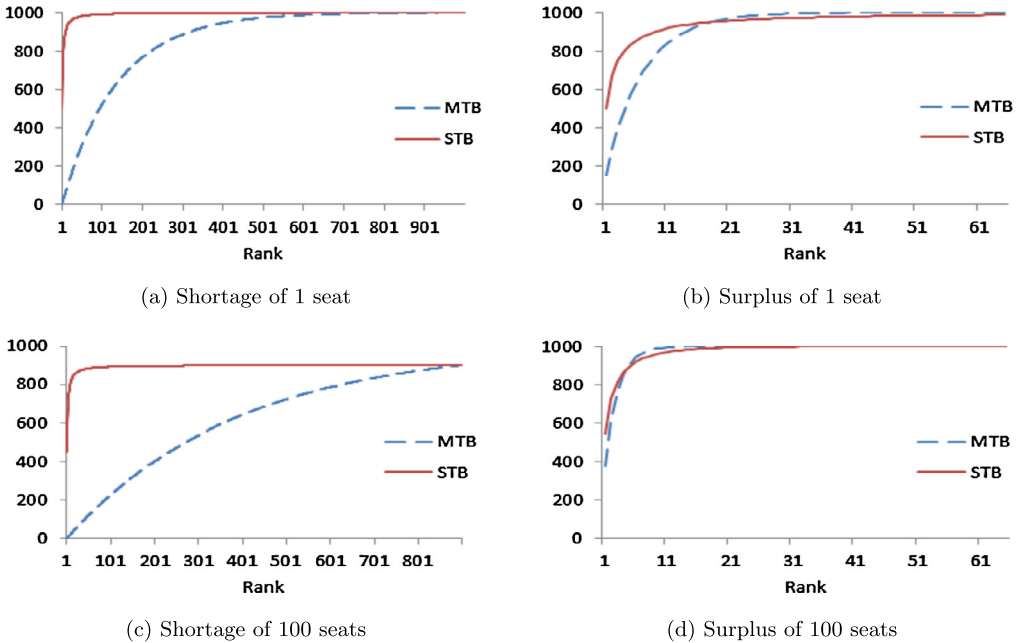 1000
800
600
400
200
0
MTB
STB
1 101 201 301 401 501 601 701 801 901
Rank
(a) Shortage of 1 seat
1000
800
600
400
200
0
MTB
STB
1 11 21 31 41 51 61
Rank
(b) Surplus of 1 seat
1000
800
600
400
200
0
MTB
STB
1 101 201 301 401 501 601 701 801
Rank
(c) Shortage of 100 seats
1000
800
600
400
200
0
MTB
STB
1 11 21 31 41 51 61
Rank
(d) Surplus of 100 seats